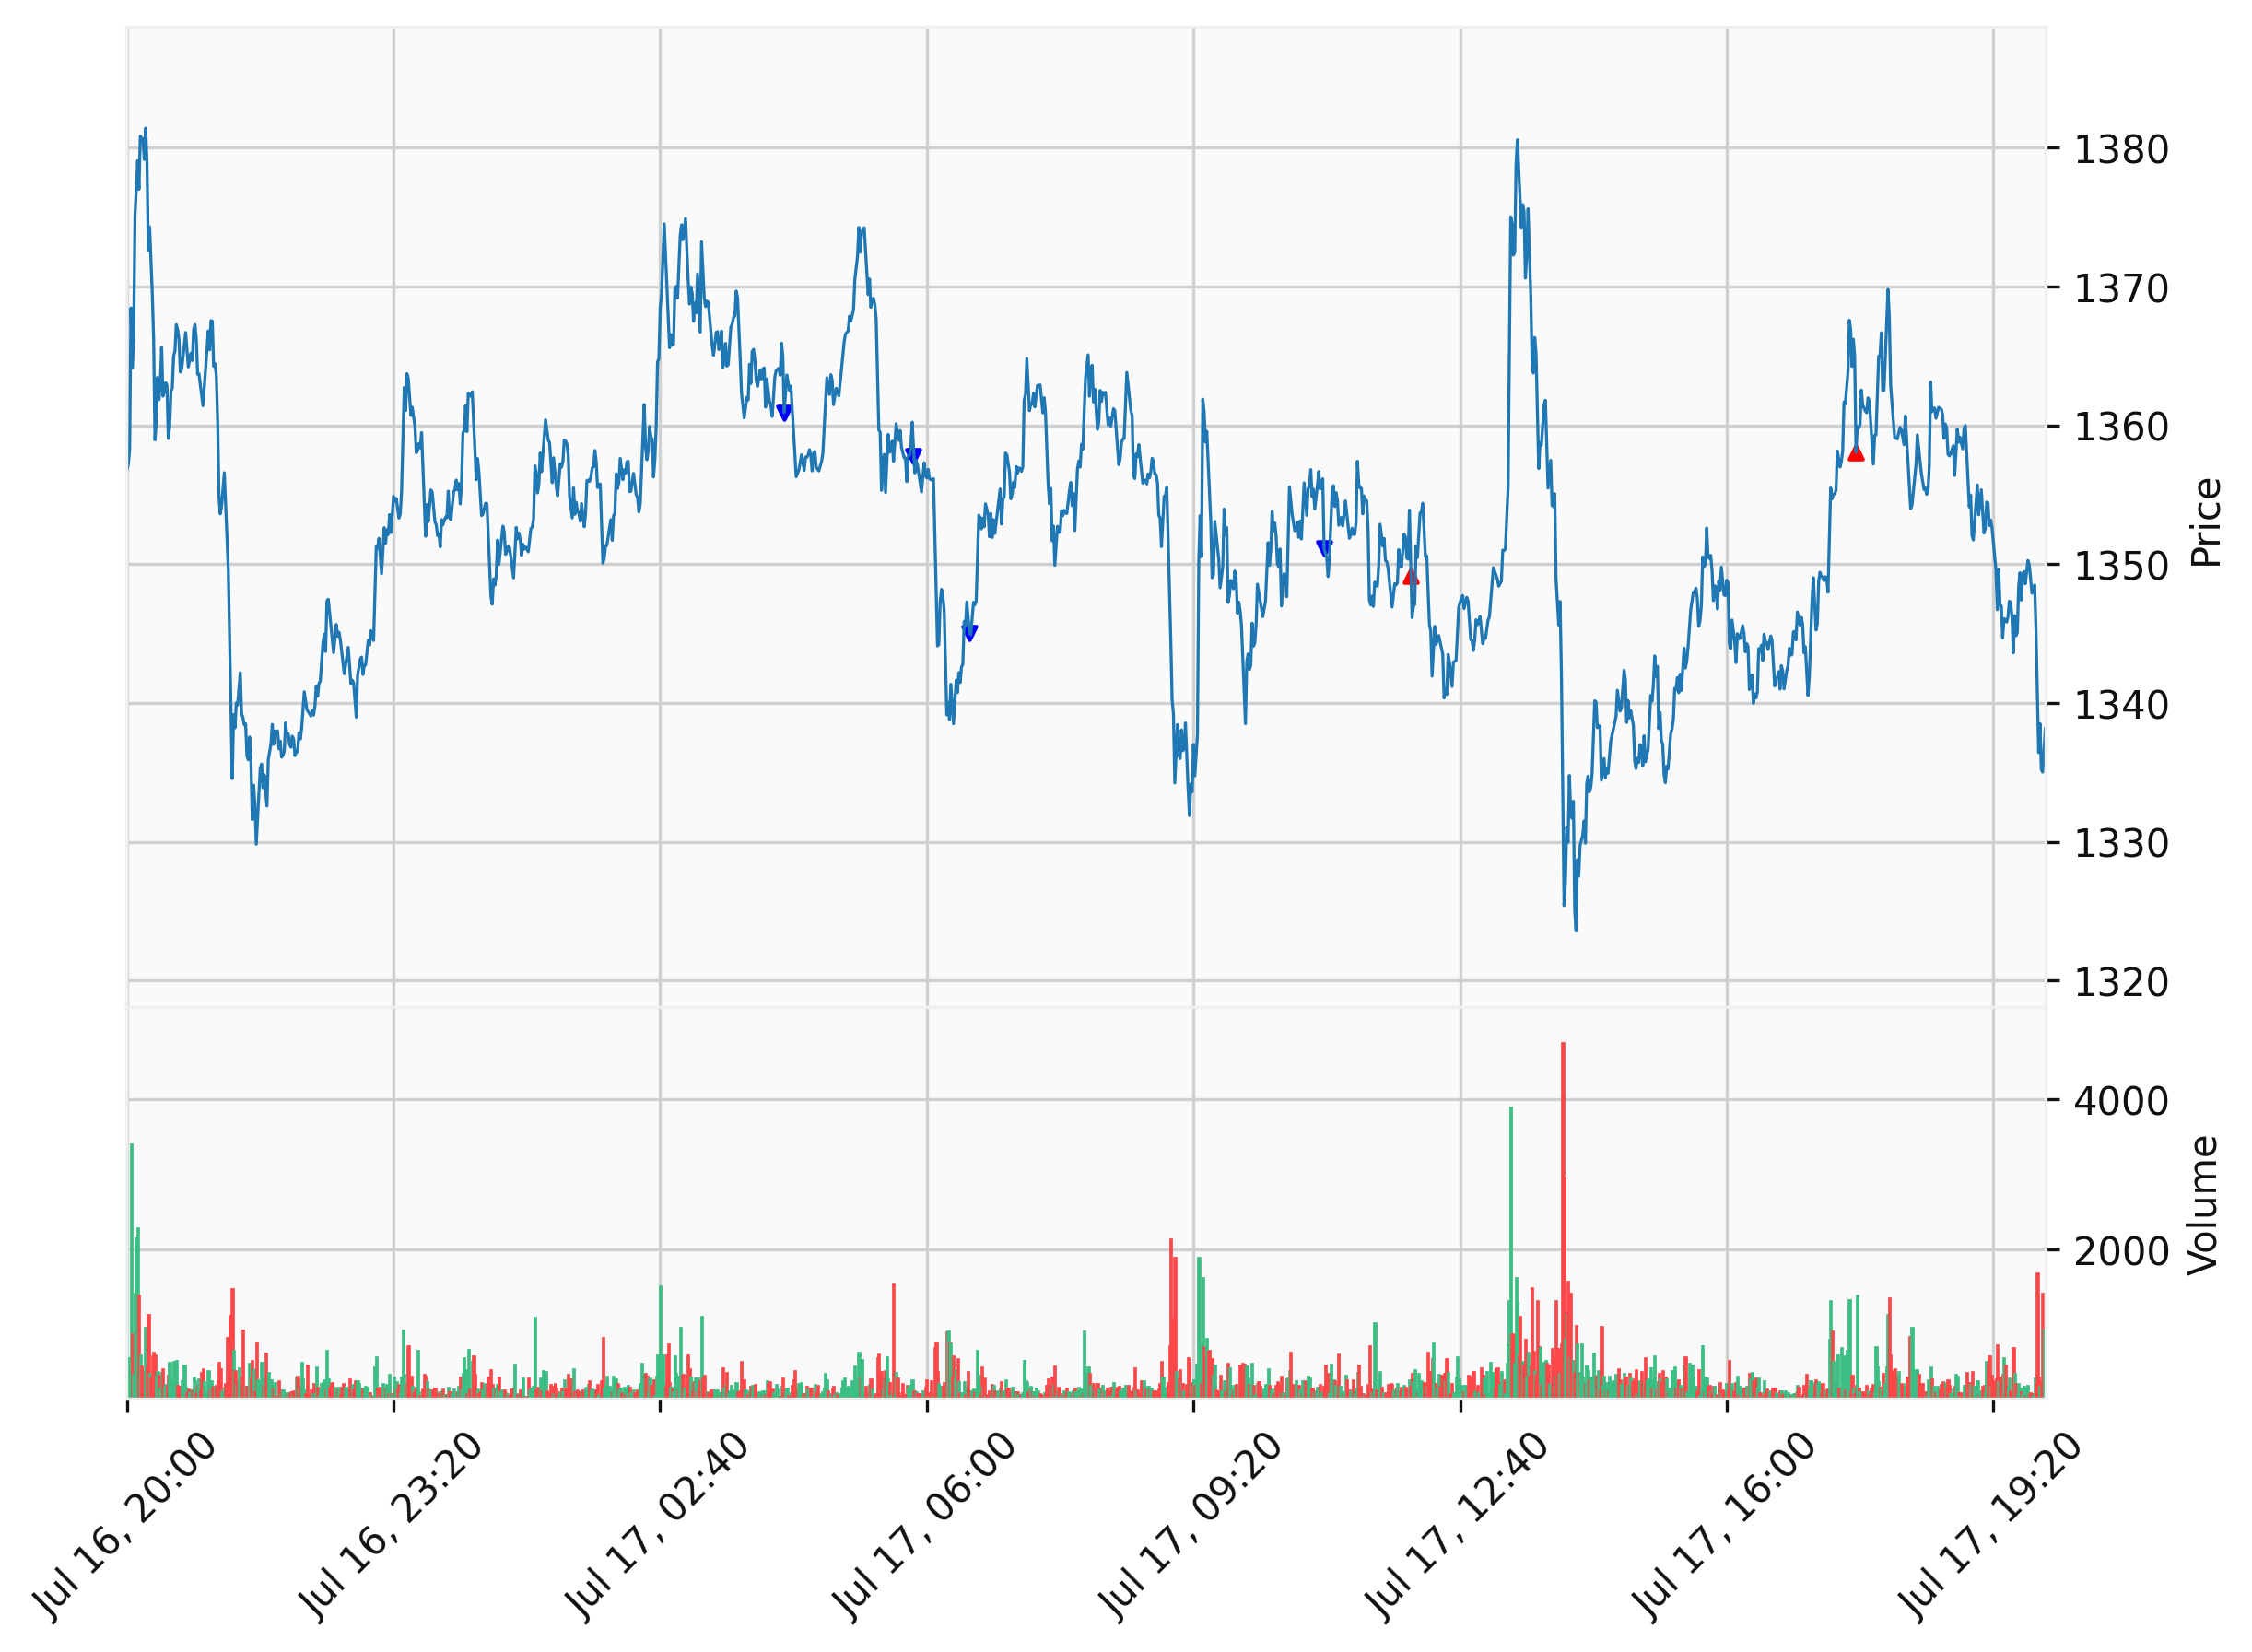 1380
1370
1360
1350
1340
1330
1320
Price
4000
2000
Volume
Jul 16, 20:00
Jul 16, 23:20
Jul 17, 02:40
Jul 17, 06:00
Jul 17, 09:20
Jul 17, 12:40
Jul 17, 16:00
Jul 17, 19:20